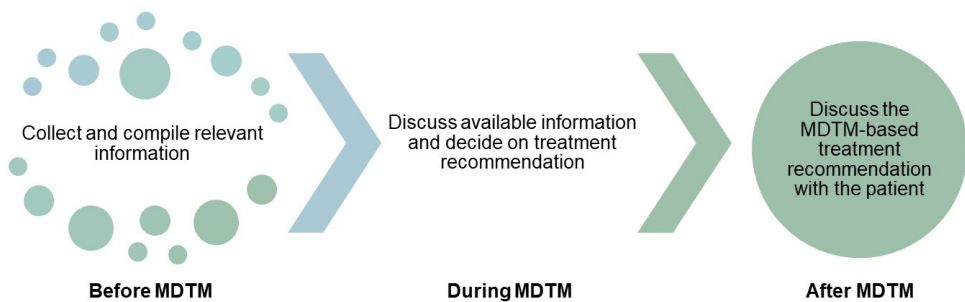 Collect and compile relevant
information
Discuss available information
and decide on treatment
recommendation
Discuss the
MDTM-based
treatment
recommendation
with the patient
Before MDTM
During MDTM
After MDTM